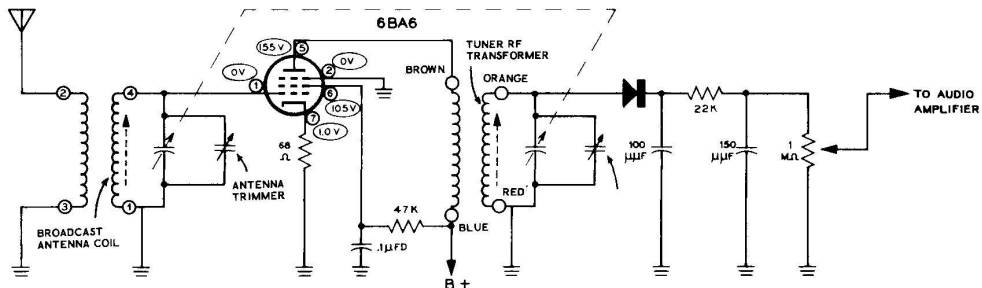 6BA6
155V
5
0V
2
0V
1
6
105V
7
1.0V
TUNER RF
TRANSFORMER
BROWN
ORANGE
2
4
68
Ω
ANTENNA
TRIMMER
22K
TO AUDIO
AMPLIFIER
100
μμF
150
μμF
1
MΩ
3
1
BROADCAST
ANTENNA COIL
47K
.1μFD
RED
BLUE
B +